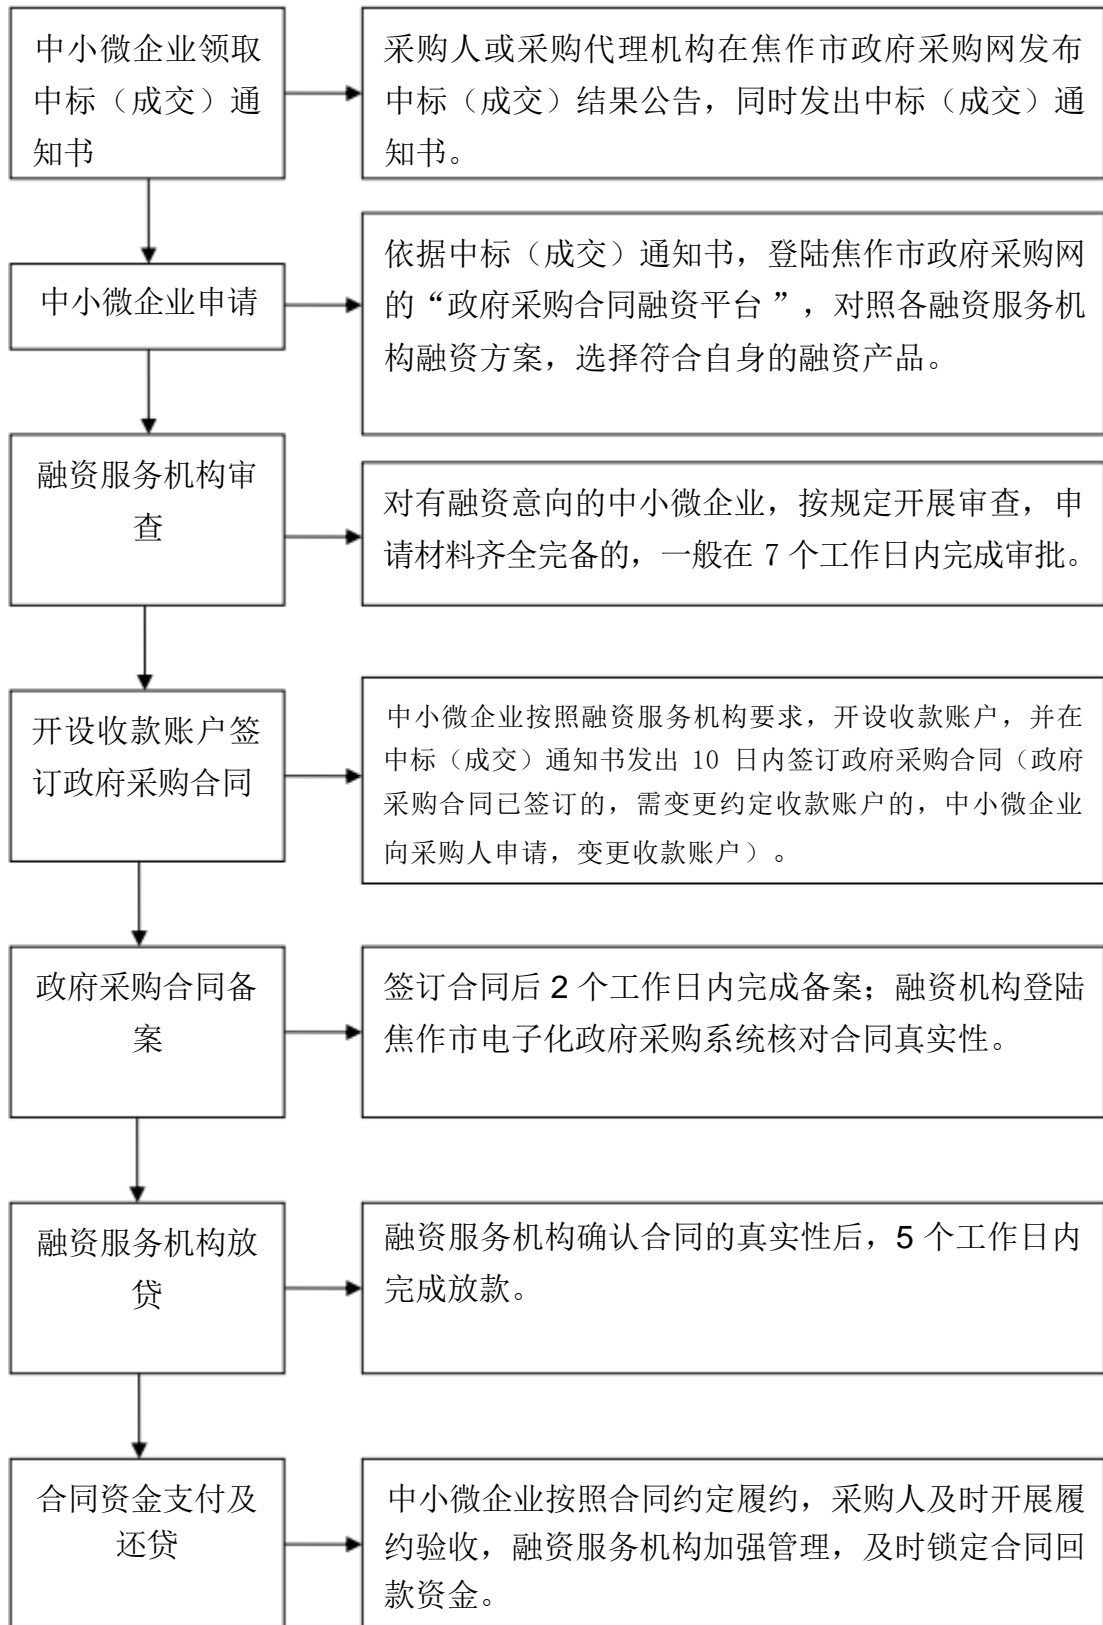 中小微企业领取
中标（成交）通
知书
采购人或采购代理机构在焦作市政府采购网发布
中标（成交）结果公告，同时发出中标（成交）通
知书。
中小微企业申请
依据中标（成交）通知书，登陆焦作市政府采购网
的“政府采购合同融资平台 ”，对照各融资服务机
构融资方案，选择符合自身的融资产品。
融资服务机构审
查
对有融资意向的中小微企业，按规定开展审查，申
请材料齐全完备的，一般在 7 个工作日内完成审批。
开设收款账户签
订政府采购合同
中小微企业按照融资服务机构要求，开设收款账户，并在
中标（成交）通知书发出 10 日内签订政府采购合同（政府
采购合同已签订的，需变更约定收款账户的，中小微企业
向采购人申请，变更收款账户）。
政府采购合同备
案
签订合同后 2 个工作日内完成备案；融资机构登陆
焦作市电子化政府采购系统核对合同真实性。
融资服务机构放
贷
融资服务机构确认合同的真实性后，5 个工作日内
完成放款。
合同资金支付及
还贷
中小微企业按照合同约定履约，采购人及时开展履
约验收，融资服务机构加强管理，及时锁定合同回
款资金。